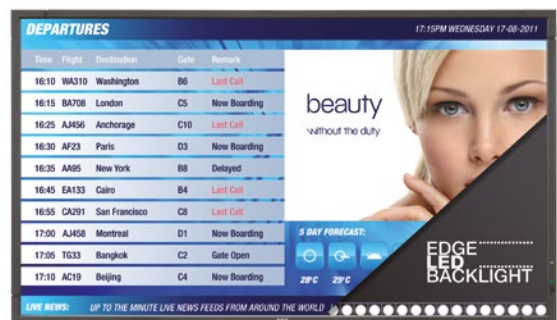 DEPARTURES 17:15PM WEDNESDAY 17-08-2011
Time Flight Destination Gate Remark
16:10 WA310 Washington B6 Last Call
16:15 BA708 London C5 Now Boarding
16:25 AJ456 Anchorage C10 Last Call
16:30 AF23 Paris D3 Now Boarding
16:35 AA95 New York B8 Delayed
16:45 EA133 Cairo B4 Last Call
16:55 CA291 San Francisco C8 Last Call
17:00 AJ458 Montreal D1 Now Boarding
17:05 TG33 Bangkok C2 Gate Open
17:10 AC19 Beijing C4 Now Boarding
beauty
without the duty
5 DAY FORECAST:
28°C 29°C
EDGE
LED
BACKLIGHT
LIVE NEWS: UP TO THE MINUTE LIVE NEWS FEEDS FROM AROUND THE WORLD